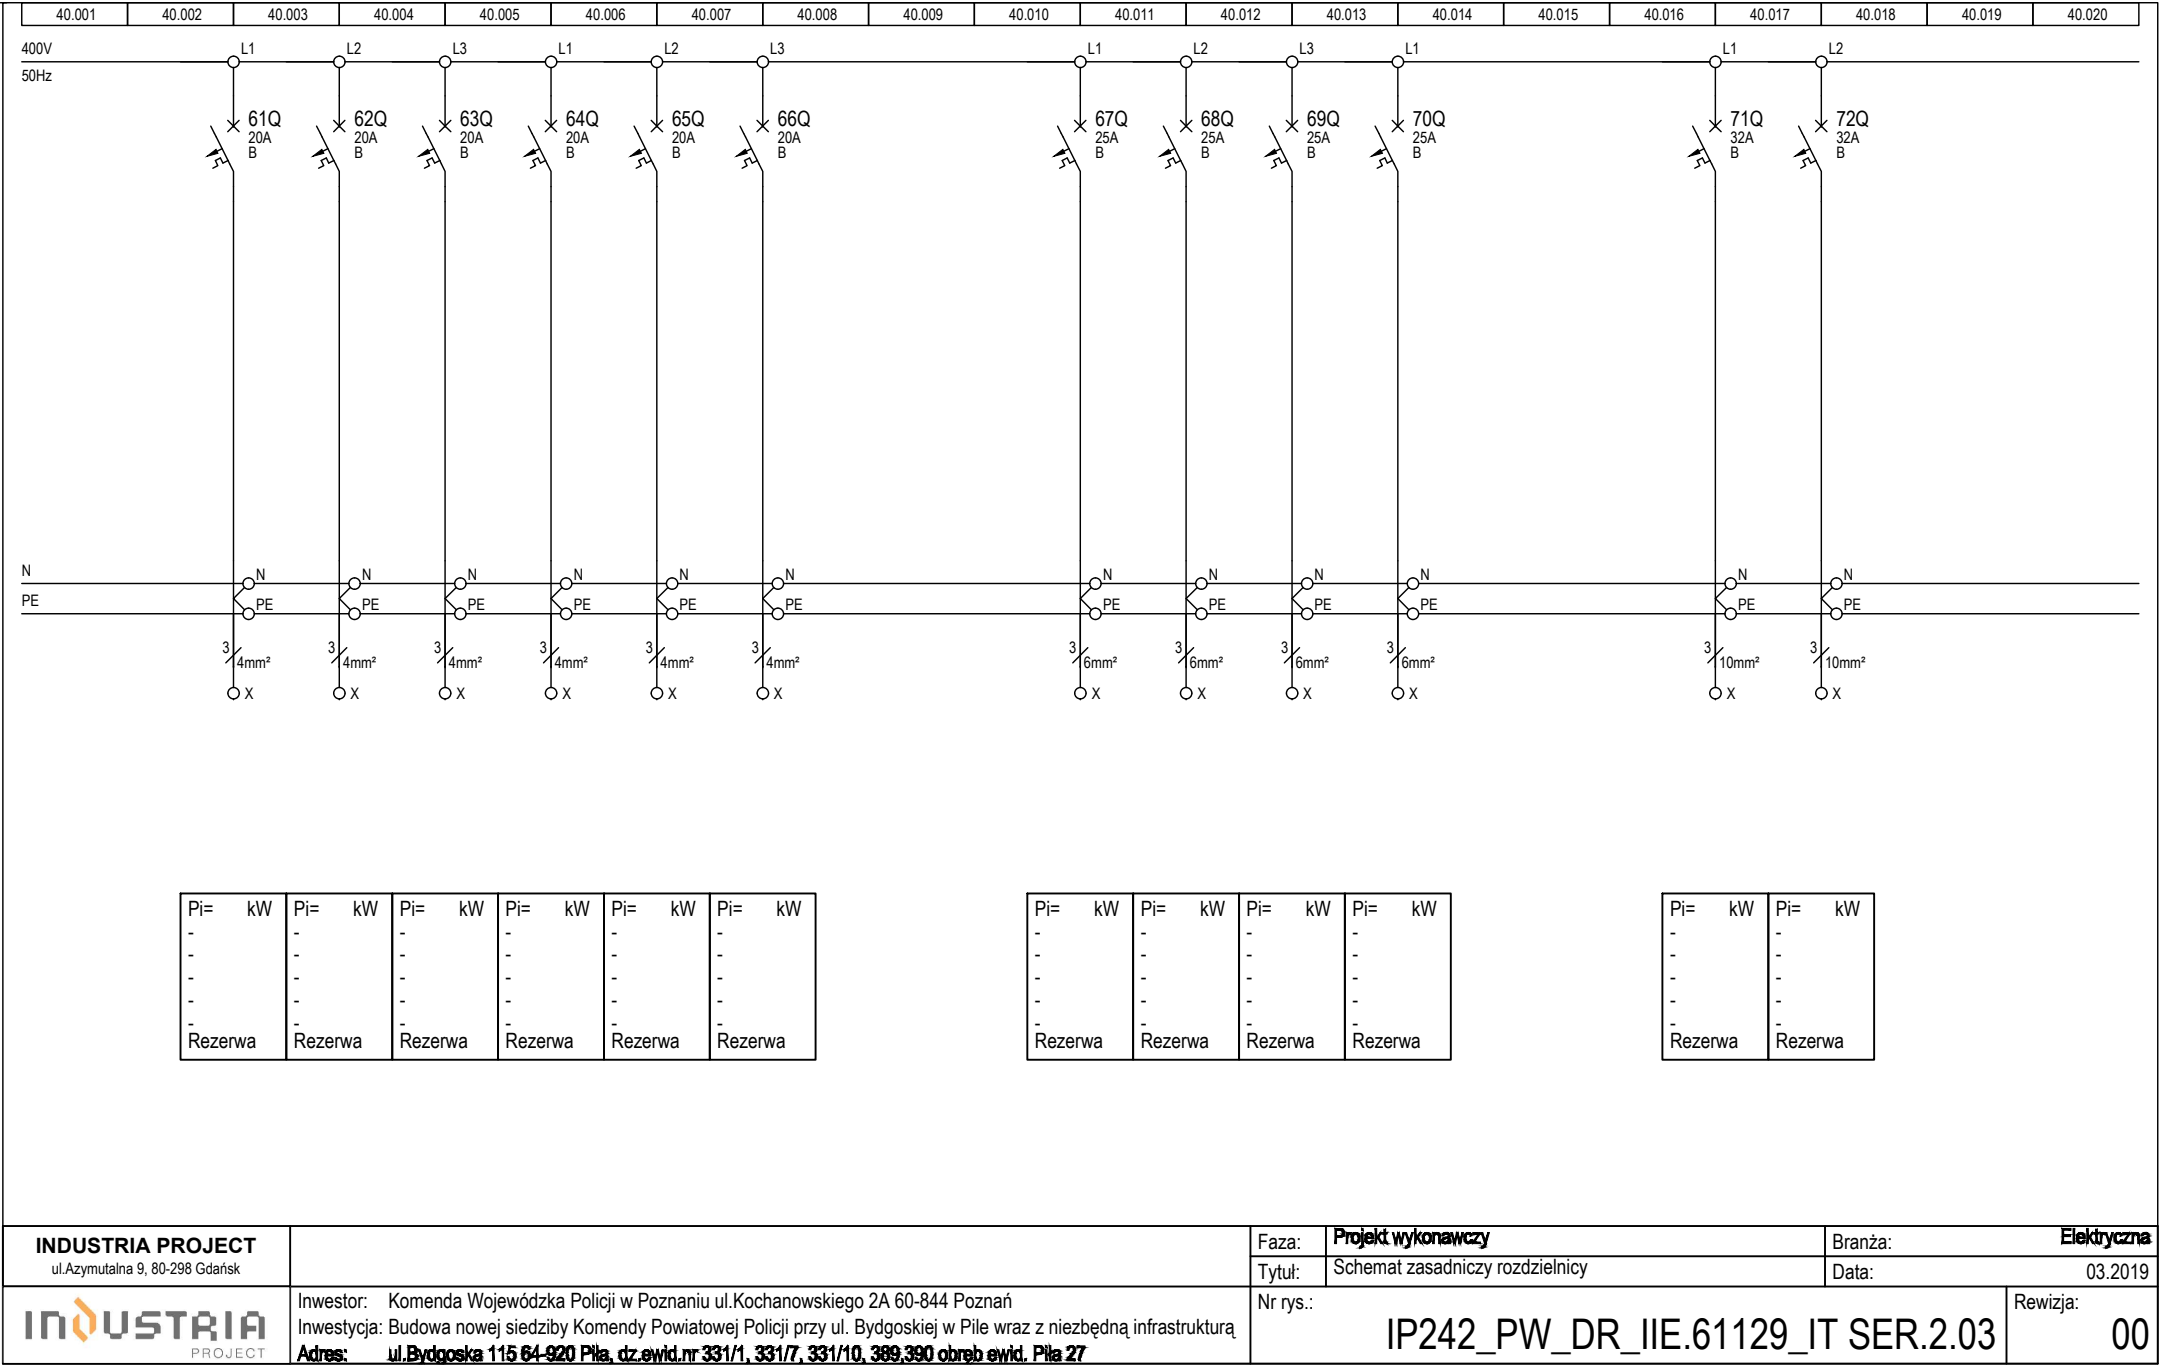 40.001 40.002 40.003 40.004 40.005 40.006 40.007 40.008 40.009 40.010 40.011 40.012 40.013 40.014 40.015 40.016 40.017 40.018 40.019 40.020
400V L1 L2 L3 L1 L2 L3 L1 L2 L3 L1 L1 L2
50Hz
61Q 62Q 63Q 64Q 65Q 66Q 67Q 68Q 69Q 70Q 71Q 72Q
20A 20A 20A 20A 20A 20A 25A 25A 25A 25A 32A 32A
B B B B B B B B B B B B
N N N N N N N N N N N N N
PE PE PE PE PE PE PE PE PE PE PE PE PE
3 3 3 3 3 3 3 3 3 3 3 3
4mm² 4mm² 4mm² 4mm² 4mm² 4mm² 6mm² 6mm² 6mm² 6mm² 10mm² 10mm²
X X X X X X X X X X X X
Pi= kW Pi= kW Pi= kW Pi= kW Pi= kW Pi= kW Pi= kW Pi= kW Pi= kW Pi= kW Pi= kW Pi= kW
- - - - - - - - - - - -
- - - - - - - - - - - -
- - - - - - - - - - - -
- - - - - - - - - - - -
- - - - - - - - - - - -
Rezerwa Rezerwa Rezerwa Rezerwa Rezerwa Rezerwa Rezerwa Rezerwa Rezerwa Rezerwa Rezerwa Rezerwa
INDUSTRIA PROJECT
ul.Azymutalna 9, 80-298 Gdańsk
Faza: Projekt wykonawczy Branża: Elektryczna
Tytuł: Schemat zasadniczy rozdzielnicy Data: 03.2019
INDUSTRIA
PROJECT
Inwestor: Komenda Wojewódzka Policji w Poznaniu ul.Kochanowskiego 2A 60-844 Poznań
Inwestycja: Budowa nowej siedziby Komendy Powiatowej Policji przy ul. Bydgoskiej w Pile wraz z niezbędną infrastrukturą
Adres: ul.Bydgoska 115 64-920 Piła, dz.ewid.nr 331/1, 331/7, 331/10, 389,390 obręb ewid. Piła 27
Nr rys.: IP242_PW_DR_IIE.61129_IT SER.2.03
Rewizja: 00